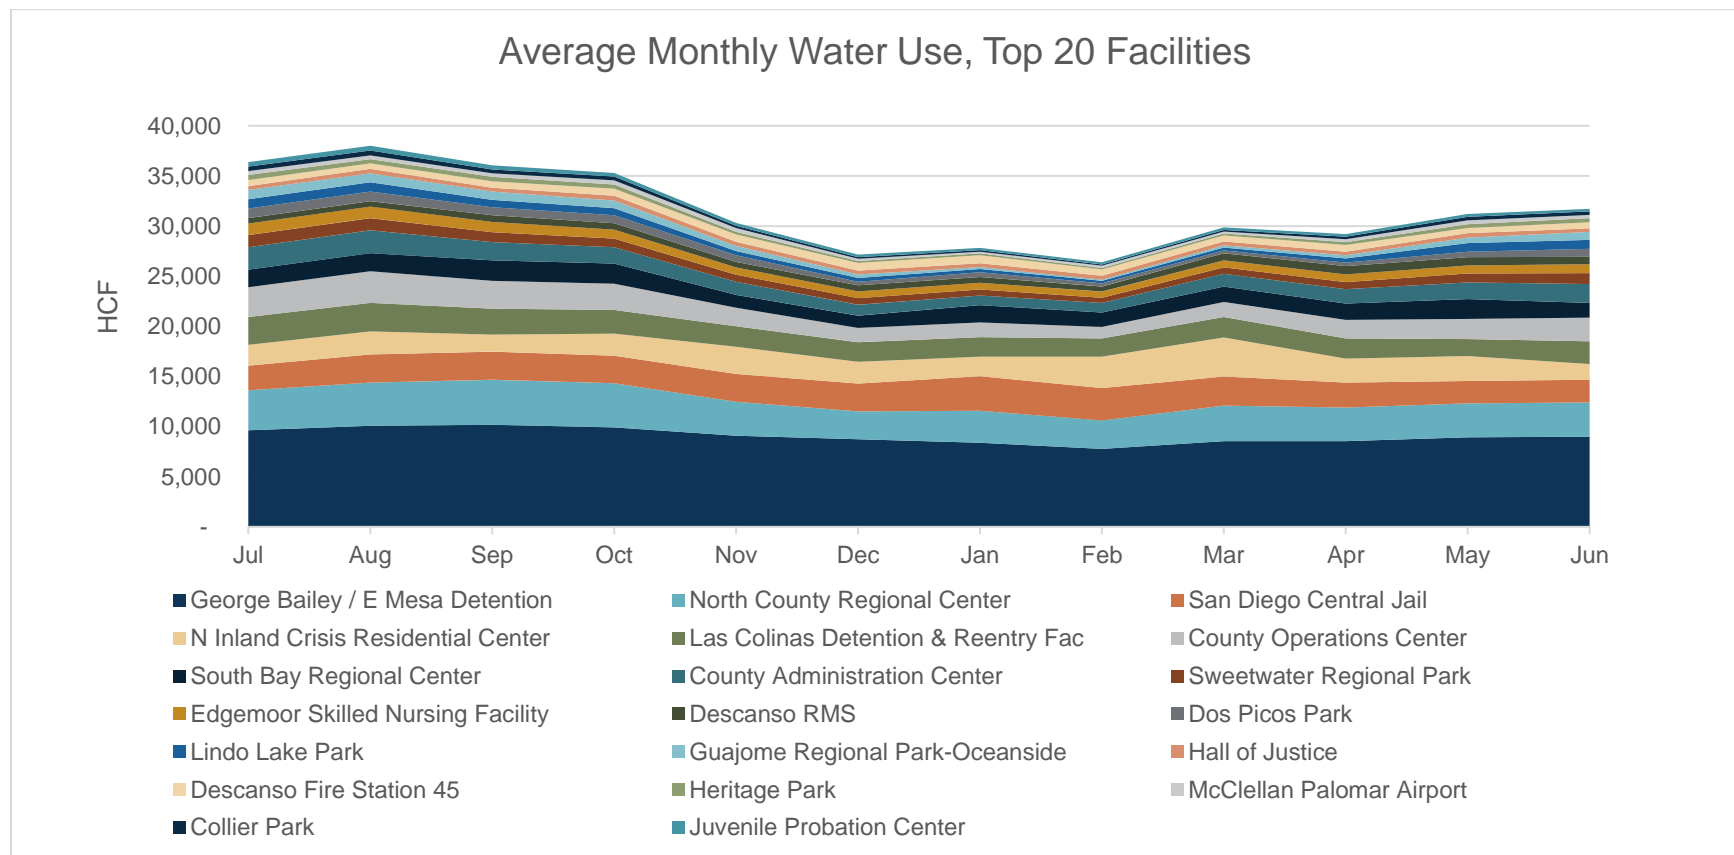 Average Monthly Water Use, Top 20 Facilities
40,000
35,000
30,000
25,000
20,000
15,000
10,000
5,000
-
HCF
Jul Aug Sep Oct Nov Dec Jan Feb Mar Apr May Jun
George Bailey / E Mesa Detention North County Regional Center San Diego Central Jail
N Inland Crisis Residential Center Las Colinas Detention & Reentry Fac County Operations Center
South Bay Regional Center County Administration Center Sweetwater Regional Park
Edgemoor Skilled Nursing Facility Descanso RMS Dos Picos Park
Lindo Lake Park Guajome Regional Park-Oceanside Hall of Justice
Descanso Fire Station 45 Heritage Park McClellan Palomar Airport
Collier Park Juvenile Probation Center